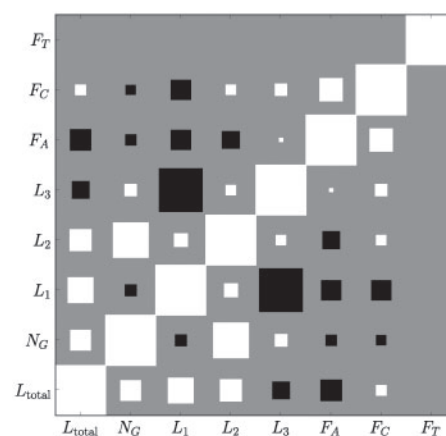 F_T
F_C
F_A
L_3
L_2
L_1
N_G
L_total
L_total N_G L_1 L_2 L_3 F_A F_C F_T